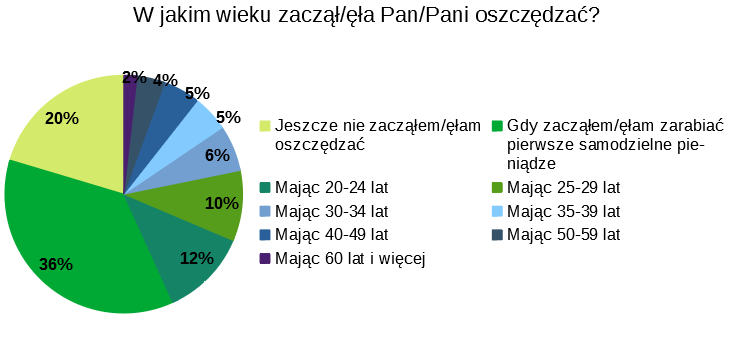 W jakim wieku zaczął/ęła Pan/Pani oszczędzać?
2%
4%
5%
5%
6%
10%
12%
36%
20%
Jeszcze nie zacząłem/ęłam
oszczędzać
Gdy zacząłem/ęłam zarabiać
pierwsze samodzielne pie-
niądze
Mając 20-24 lat
Mając 25-29 lat
Mając 30-34 lat
Mając 35-39 lat
Mając 40-49 lat
Mając 50-59 lat
Mając 60 lat i więcej